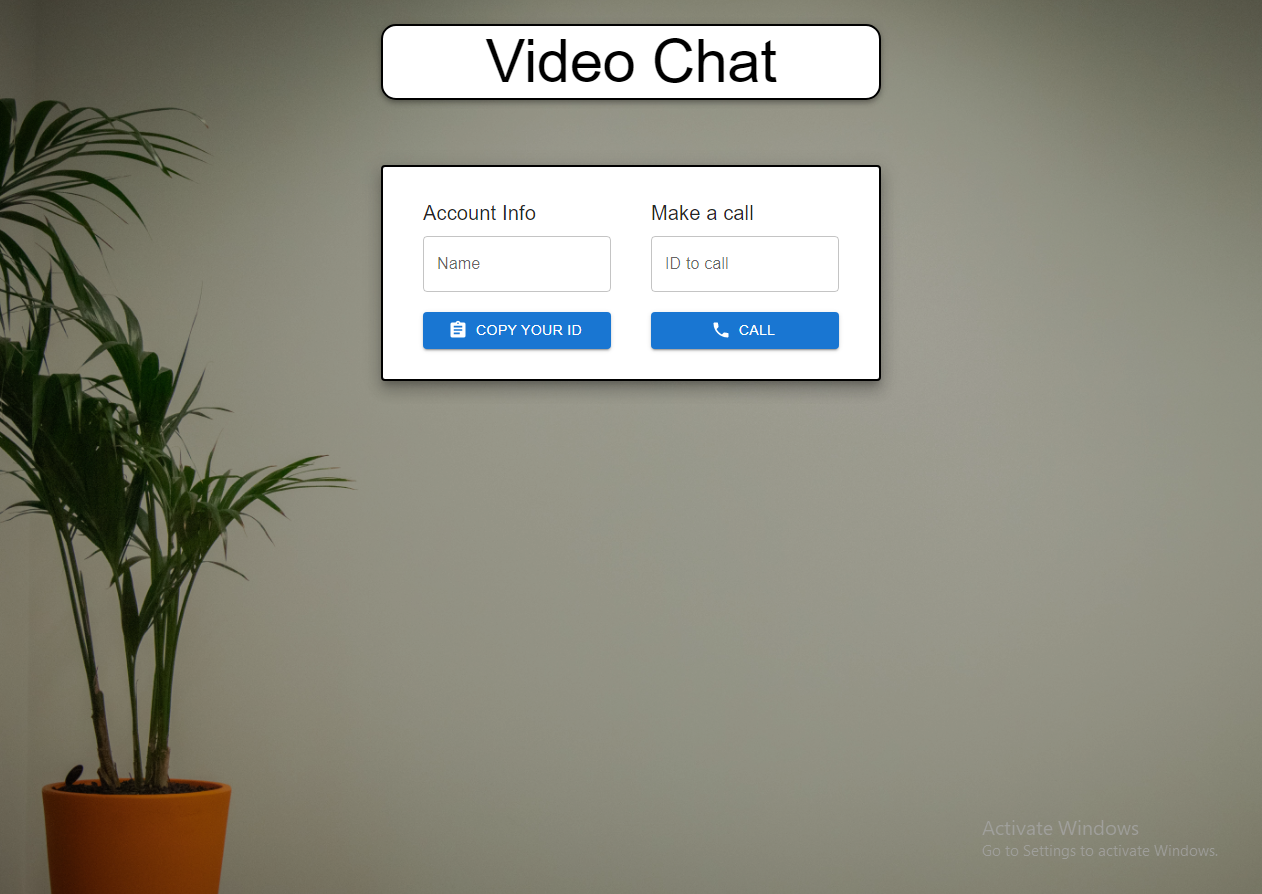 Video Chat
Account Info
Name
COPY YOUR ID
Make a call
ID to call
CALL
Activate Windows
Go to Settings to activate Windows.